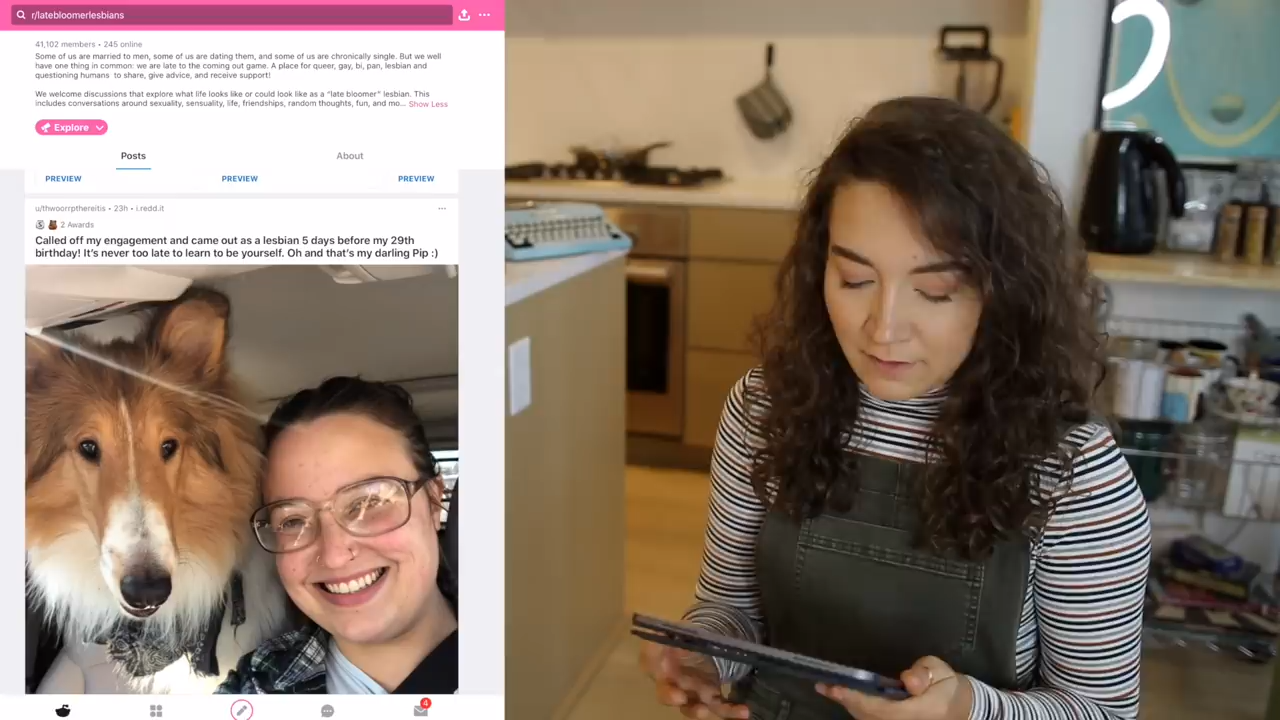 r/latebloomerlesbians
41,102 members • 245 online
Some of us are married to men, some of us are dating them, and some of us are chronically single. But we well
have one thing in common: we are late to the coming out game. A place for queer, gay, bi, pan, lesbian and
questioning humans to share, give advice, and receive support!
We welcome discussions that explore what life looks like or could look like as a "late bloomer" lesbian. This
includes conversations around sexuality, sensuality, life, friendships, random thoughts, fun, and mo... Show Less
Explore
Posts
About
PREVIEW
PREVIEW
PREVIEW
u/thwoorrpthereitis • 23h • i.redd.it
2 Awards
Called off my engagement and came out as a lesbian 5 days before my 29th
birthday! It's never too late to learn to be yourself. Oh and that's my darling Pip :)
4